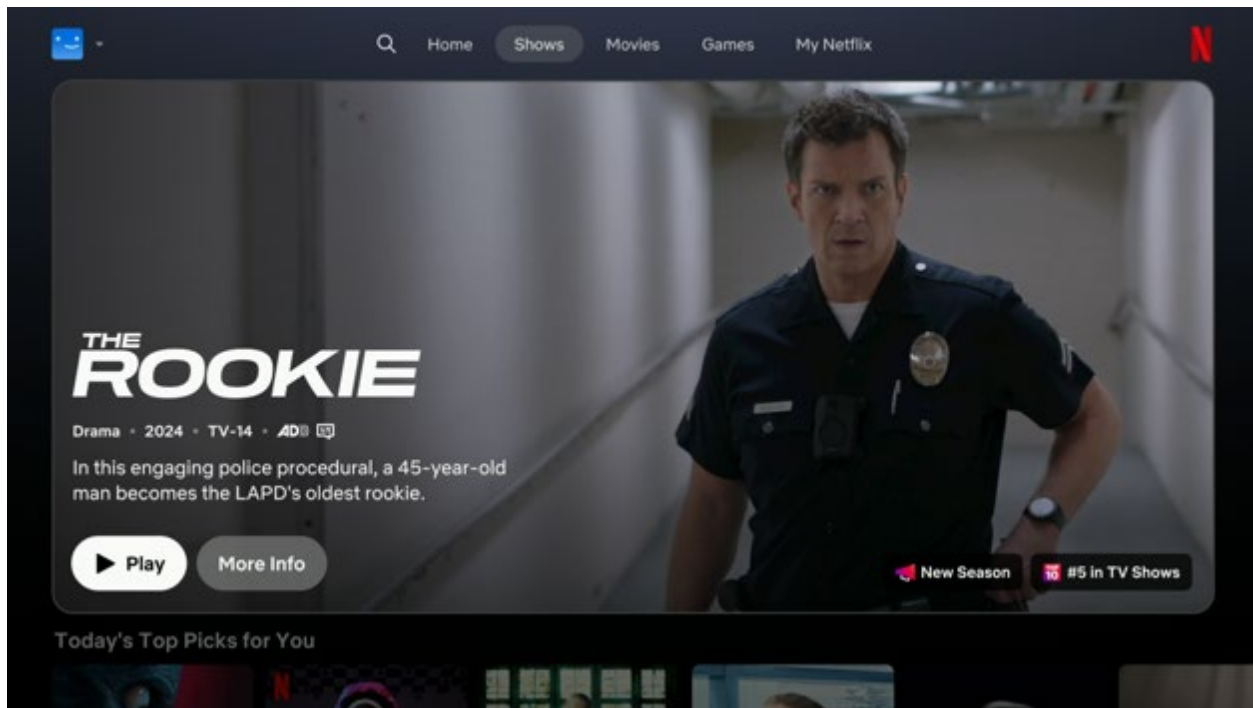 Home Shows Movies Games My Netflix
N
THE
ROOKIE
Drama • 2024 • TV-14 • AD
In this engaging police procedural, a 45-year-old
man becomes the LAPD's oldest rookie.
Play More Info
New Season
TOP 10 #5 in TV Shows
Today's Top Picks for You
N